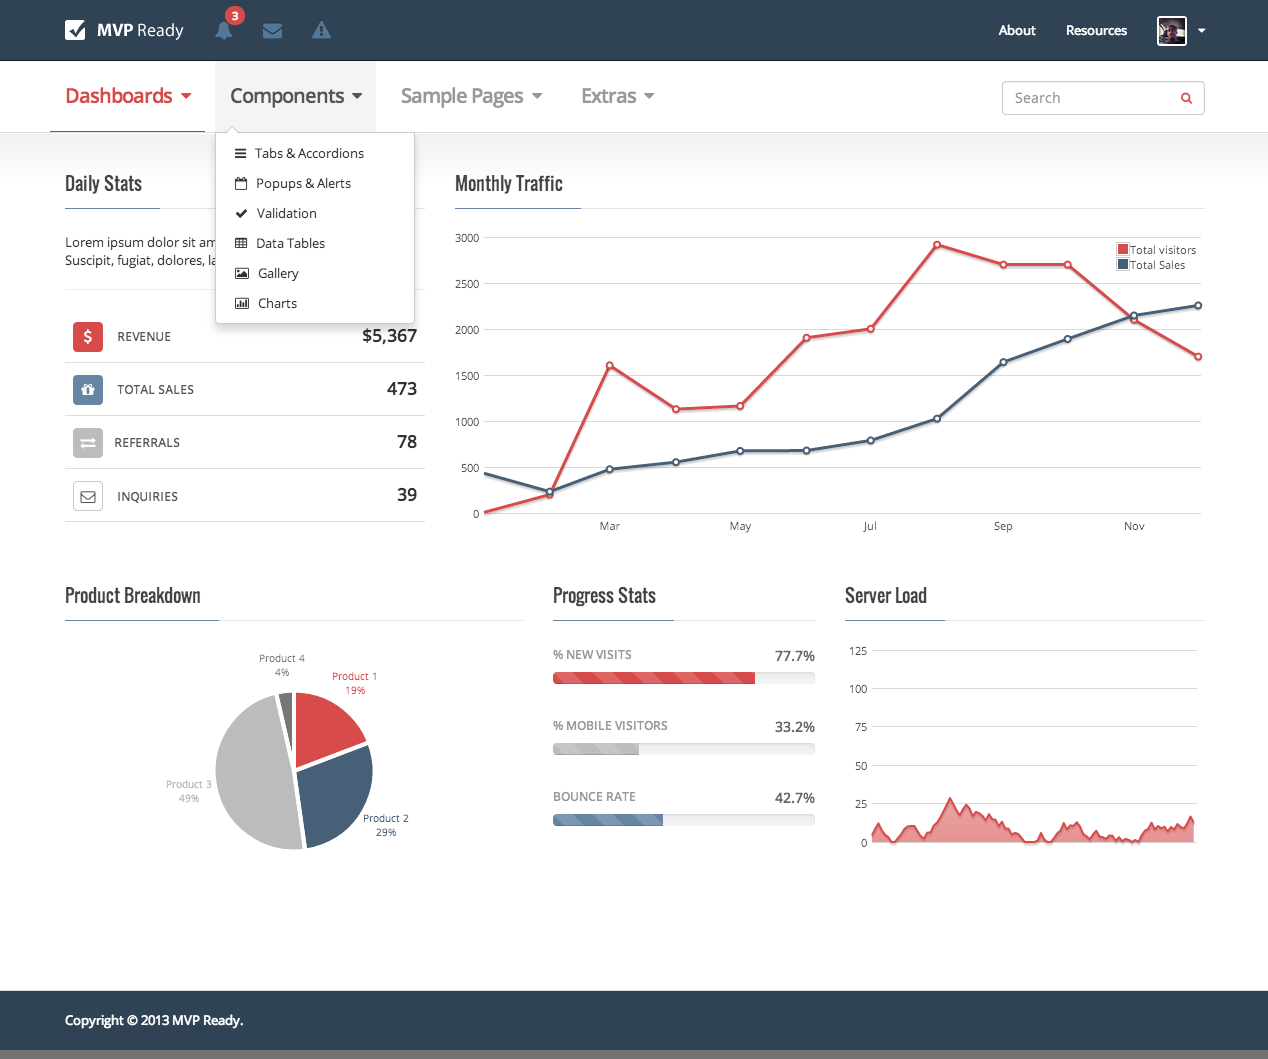 MVP Ready
3
About
Resources
Dashboards
Components
Sample Pages
Extras
Search
Tabs & Accordions
Popups & Alerts
Validation
Data Tables
Gallery
Charts
Daily Stats
Lorem ipsum dolor sit am
Suscipit, fugiat, dolores, la
REVENUE $5,367
TOTAL SALES 473
REFERRALS 78
INQUIRIES 39
Monthly Traffic
3000
2500
2000
1500
1000
500
0
Mar May Jul Sep Nov
Total visitors
Total Sales
Product Breakdown
Product 4
4%
Product 1
19%
Product 3
49%
Product 2
29%
Progress Stats
% NEW VISITS 77.7%
% MOBILE VISITORS 33.2%
BOUNCE RATE 42.7%
Server Load
125
100
75
50
25
0
Copyright © 2013 MVP Ready.